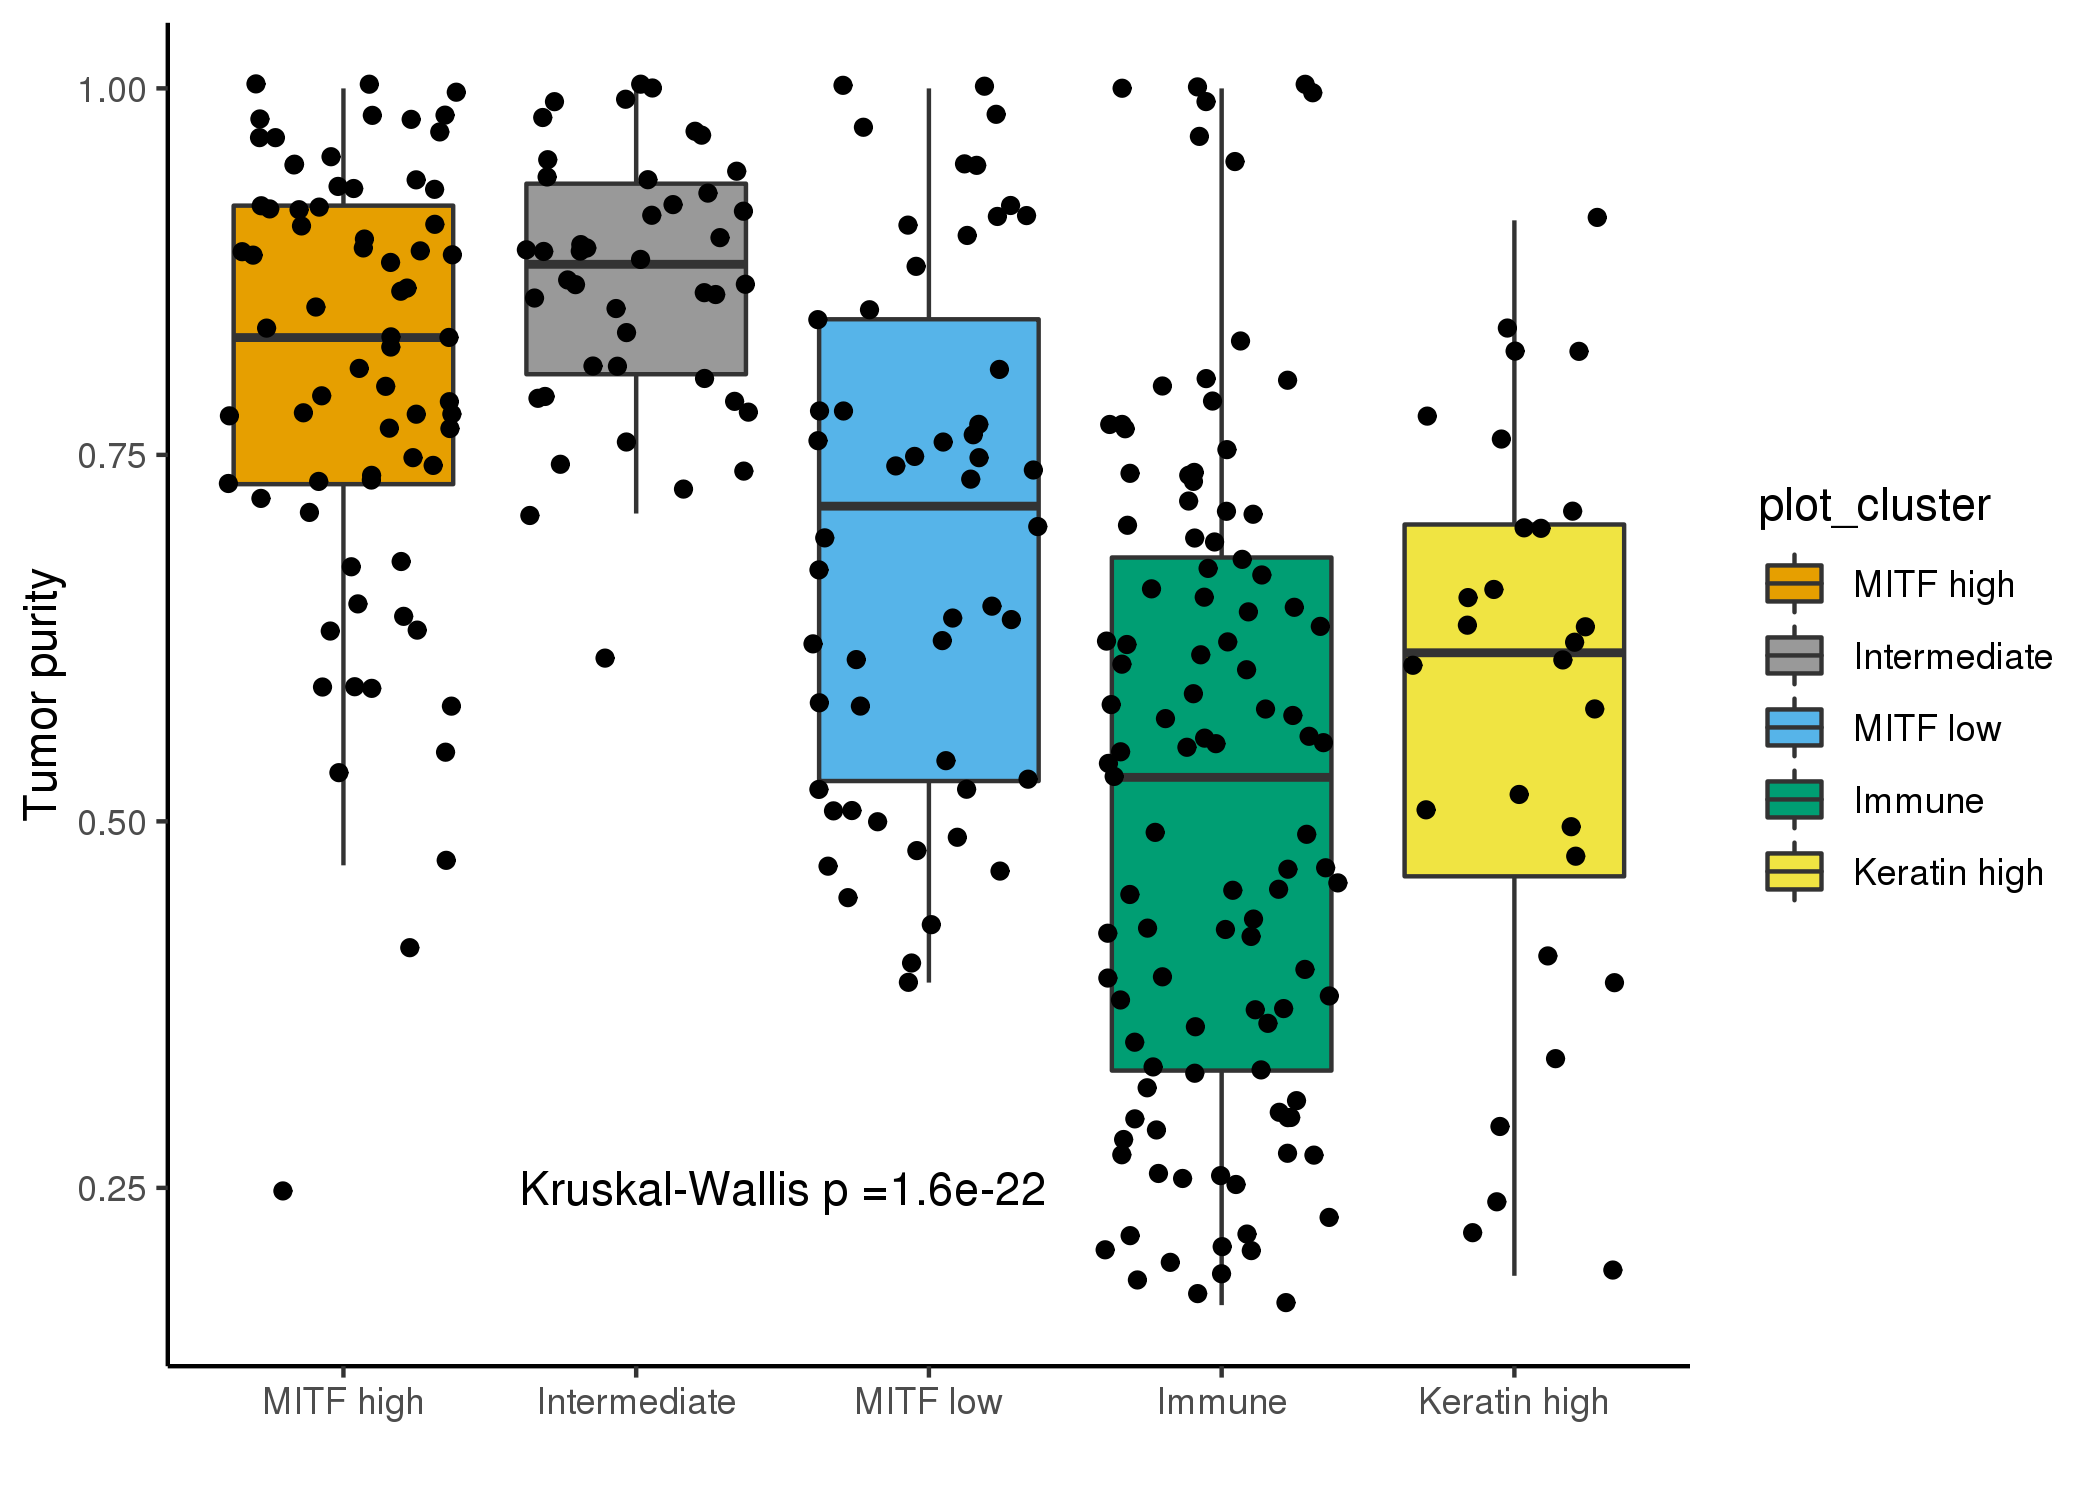 1.00
0.75
0.50
0.25
Tumor purity
Kruskal-Wallis p =1.6e-22
MITF high
Intermediate
MITF low
Immune
Keratin high
plot_cluster
MITF high
Intermediate
MITF low
Immune
Keratin high